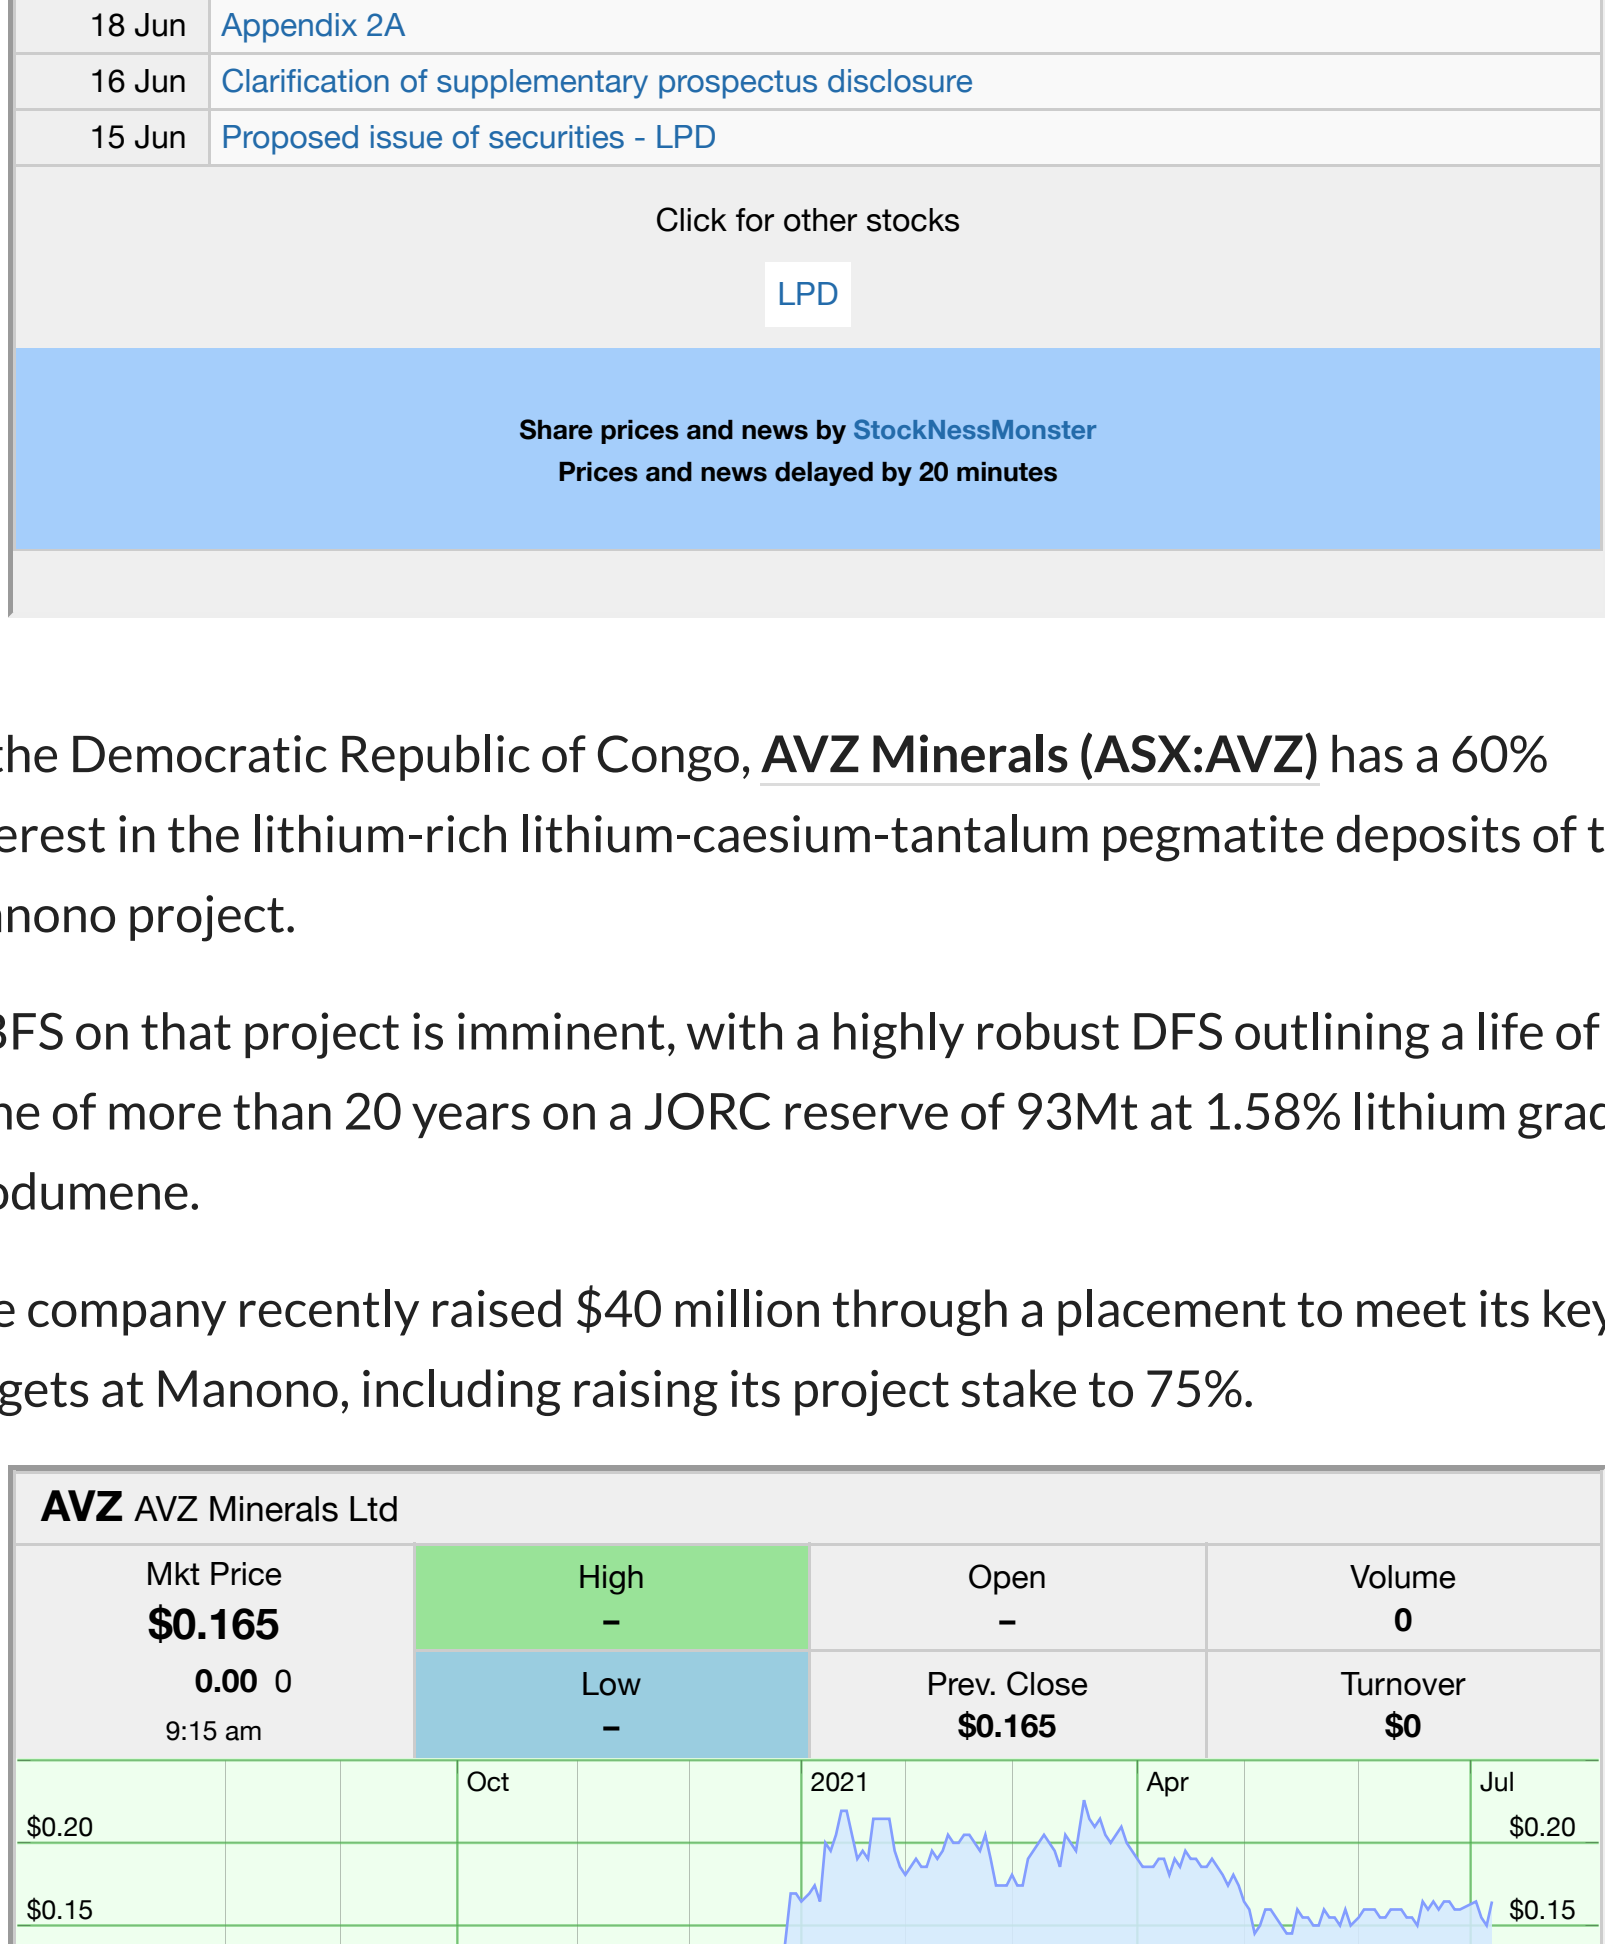 18 Jun Appendix 2A
16 Jun Clarification of supplementary prospectus disclosure
15 Jun Proposed issue of securities - LPD
Click for other stocks
LPD
Share prices and news by StockNessMonster
Prices and news delayed by 20 minutes
the Democratic Republic of Congo, AVZ Minerals (ASX:AVZ) has a 60%
erest in the lithium-rich lithium-caesium-tantalum pegmatite deposits of t
nono project.
BFS on that project is imminent, with a highly robust DFS outlining a life of
ne of more than 20 years on a JORC reserve of 93Mt at 1.58% lithium grad
odumene.
e company recently raised $40 million through a placement to meet its key
gets at Manono, including raising its project stake to 75%.
AVZ AVZ Minerals Ltd
Mkt Price High Open Volume
$0.165 – – 0
0.00 0 Low Prev. Close Turnover
9:15 am – $0.165 $0
Oct 2021 Apr Jul
$0.20 $0.20
$0.15 $0.15